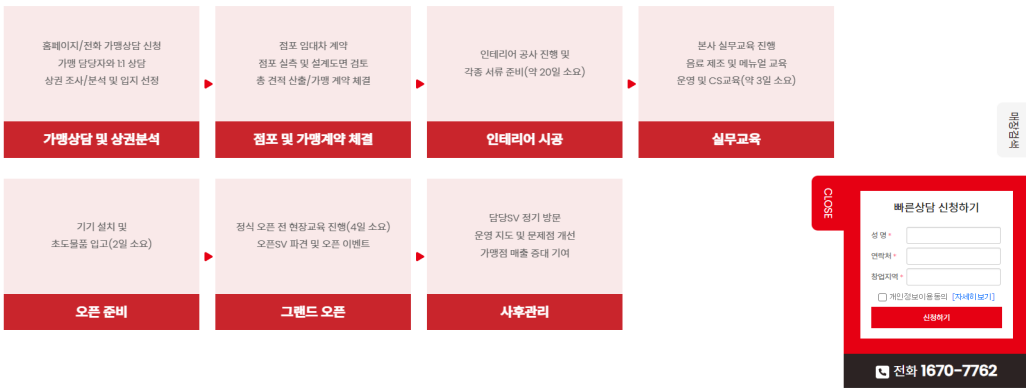 홈페이지/전화 가맹상담 신청
가맹 담당자와 1:1 상담
상권 조사/분석 및 입지 선정
가맹상담 및 상권분석
점포 임대차 계약
점포 실측 및 설계도면 검토
총 견적 산출/가맹 계약 체결
점포 및 가맹계약 체결
인테리어 공사 진행 및
각종 서류 준비(약 20일 소요)
인테리어 시공
본사 실무교육 진행
음료 제조 및 메뉴얼 교육
운영 및 CS교육(약 3일 소요)
실무교육
기기 설치 및
초도물품 입고(2일 소요)
오픈 준비
정식 오픈 전 현장교육 진행(4일 소요)
오픈SV 파견 및 오픈 이벤트
그랜드 오픈
담당SV 정기 방문
운영 지도 및 문제점 개선
가맹점 매출 증대 기여
사후관리
매장검색
CLOSE
빠른상담 신청하기
성 명 *
연락처 *
창업지역 *
개인정보이용동의 [자세히보기]
신청하기
전화 1670-7762